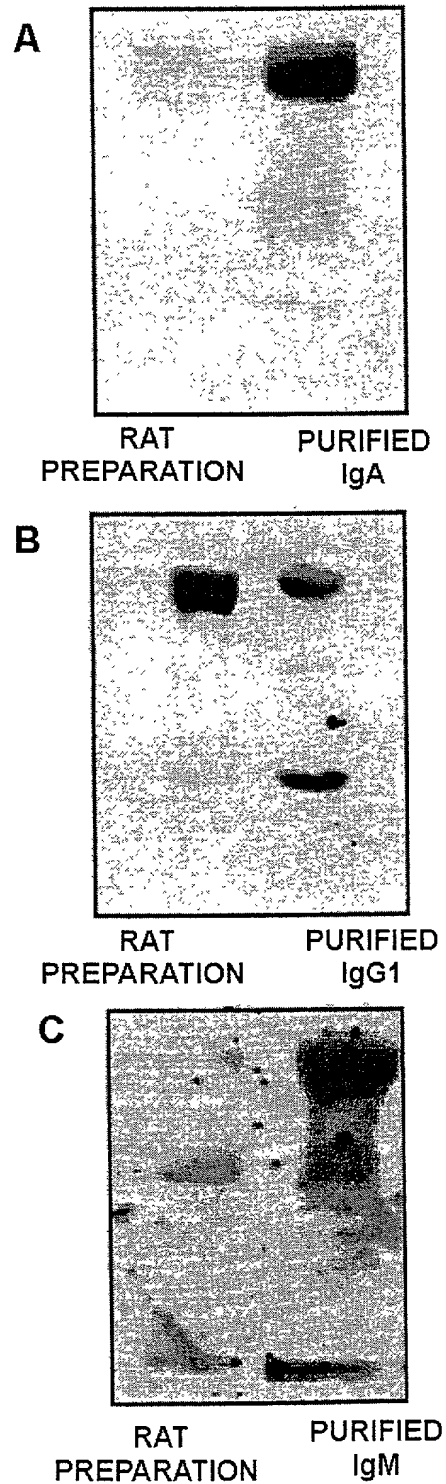 A
RAT
PREPARATION
PURIFIED
IgA
B
RAT
PREPARATION
PURIFIED
IgG1
C
RAT
PREPARATION
PURIFIED
IgM